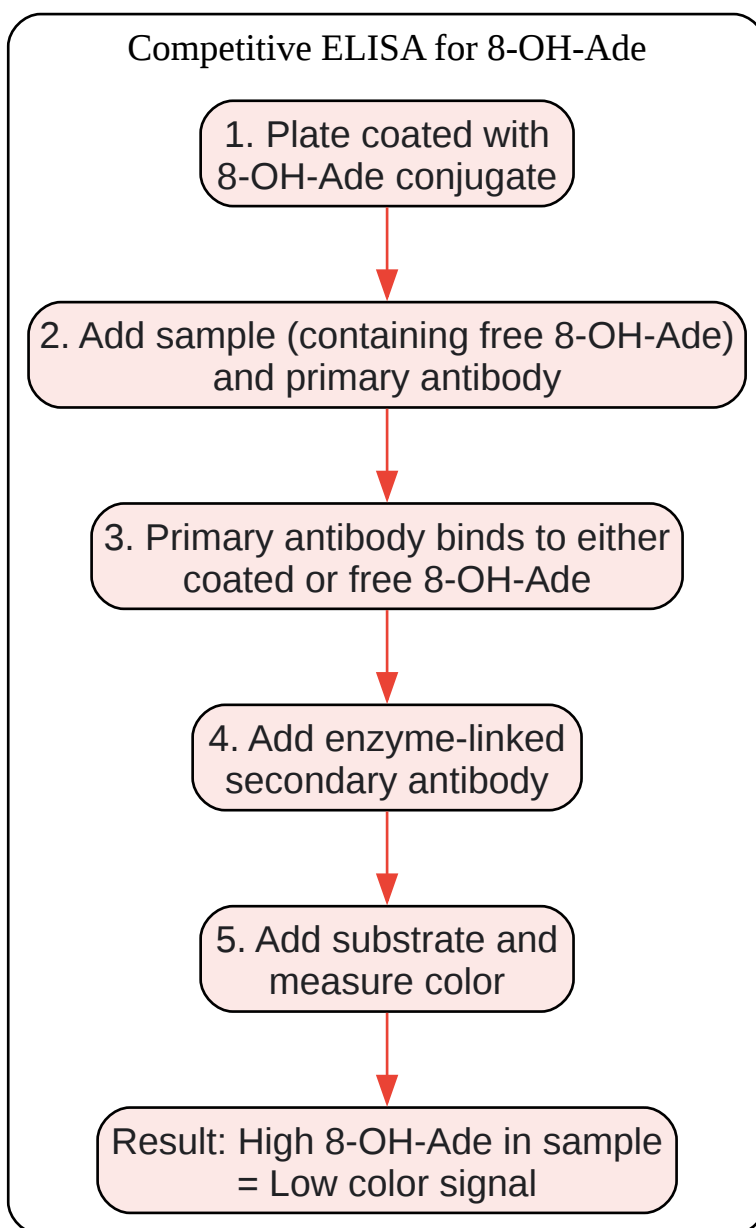 Competitive ELISA for 8-OH-Ade
1. Plate coated with
8-OH-Ade conjugate
2. Add sample (containing free 8-OH-Ade)
and primary antibody
3. Primary antibody binds to either
coated or free 8-OH-Ade
4. Add enzyme-linked
secondary antibody
5. Add substrate and
measure color
Result: High 8-OH-Ade in sample
= Low color signal